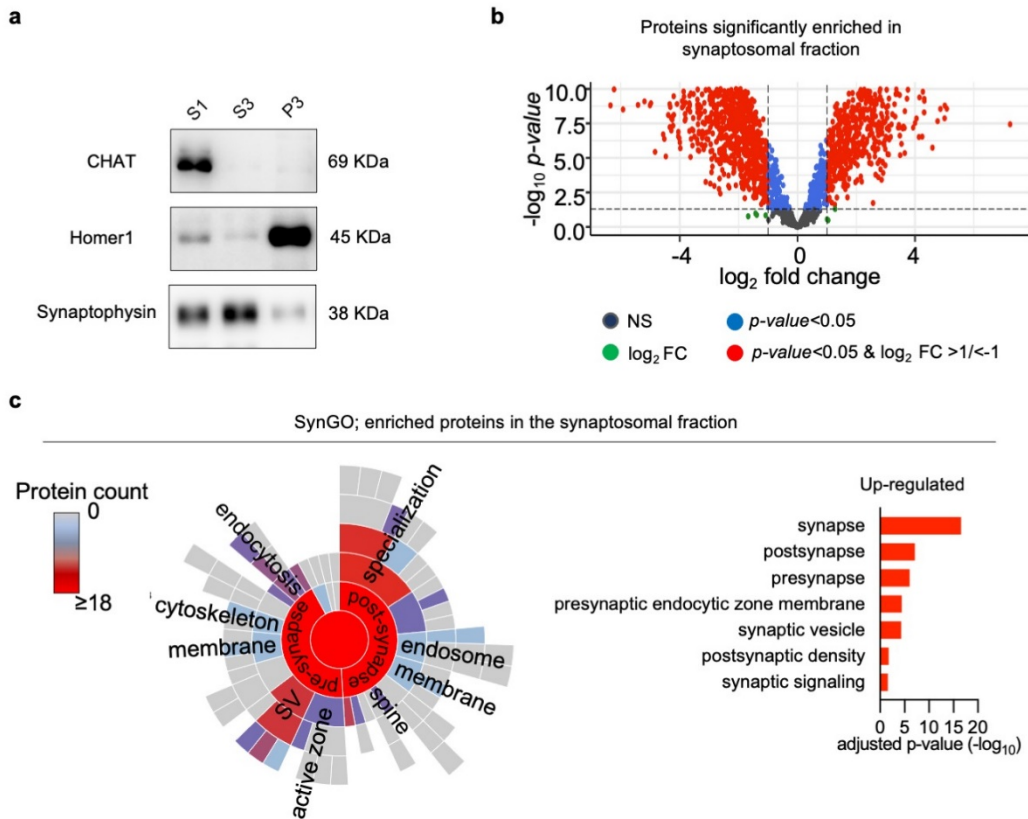 a
S1 S3 P3
CHAT 69 KDa
Homer1 45 KDa
Synaptophysin 38 KDa
b
Proteins significantly enriched in
synaptosomal fraction
-log10 p-value
10.0
7.5
5.0
2.5
0.0
-4 0 4
log2 fold change
NS p-value<0.05
log2 FC p-value<0.05 & log2 FC >1/<-1
c
SynGO; enriched proteins in the synaptosomal fraction
Protein count
0
≥18
specialization
endocytosis
cytoskeleton
membrane
pre-synapse
post-synapse
endosome
membrane
spine
SV
active zone
Up-regulated
synapse
postsynapse
presynapse
presynaptic endocytic zone membrane
synaptic vesicle
postsynaptic density
synaptic signaling
0 5 10 15 20
adjusted p-value (-log10)